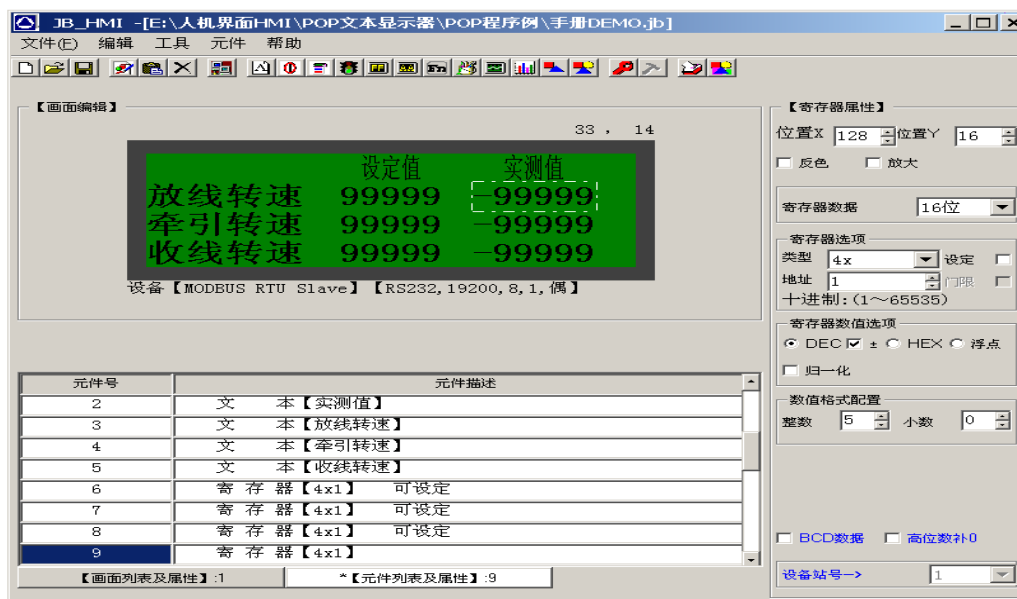 JB_HMI -[E:\人机界面HMI\POP文本显示器\POP程序例\手册DEMO.jb]
文件(F) 编辑 工具 元件 帮助
【画面编辑】
33 , 14
设定值 实测值
放线转速 99999 -99999
牵引转速 99999 -99999
收线转速 99999 -99999
设备【MODBUS RTU Slave】【RS232,19200,8,1,偶】
元件号 元件描述
2 文 本【实测值】
3 文 本【放线转速】
4 文 本【牵引转速】
5 文 本【收线转速】
6 寄 存 器【4x1】 可设定
7 寄 存 器【4x1】 可设定
8 寄 存 器【4x1】 可设定
9 寄 存 器【4x1】
【画面列表及属性】:1 *【元件列表及属性】:9
【寄存器属性】
位置X 128 位置Y 16
反色 放大
寄存器数据 16位
寄存器选项
类型 4x 设定
地址 1 门限
十进制:(1～65535)
寄存器数值选项
DEC ± HEX 浮点
归一化
数值格式配置
整数 5 小数 0
BCD数据 高位数补0
设备站号—> 1